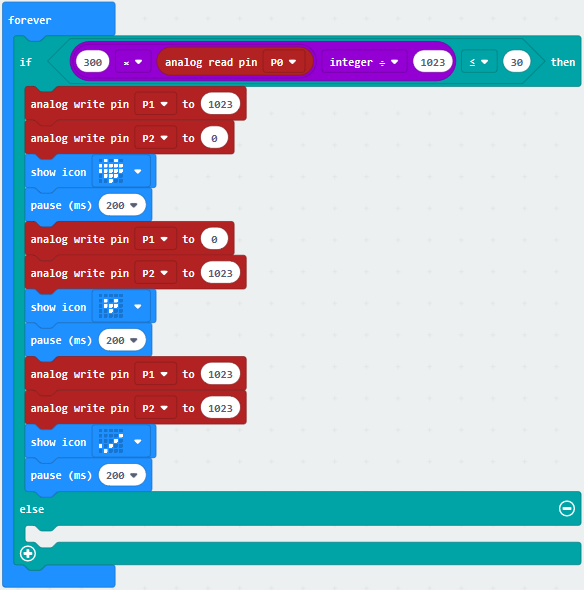 forever
if 300 × analog read pin P0 integer ÷ 1023 ≤ 30 then
analog write pin P1 to 1023
analog write pin P2 to 0
show icon
pause (ms) 200
analog write pin P1 to 0
analog write pin P2 to 1023
show icon
pause (ms) 200
analog write pin P1 to 1023
analog write pin P2 to 1023
show icon
pause (ms) 200
else